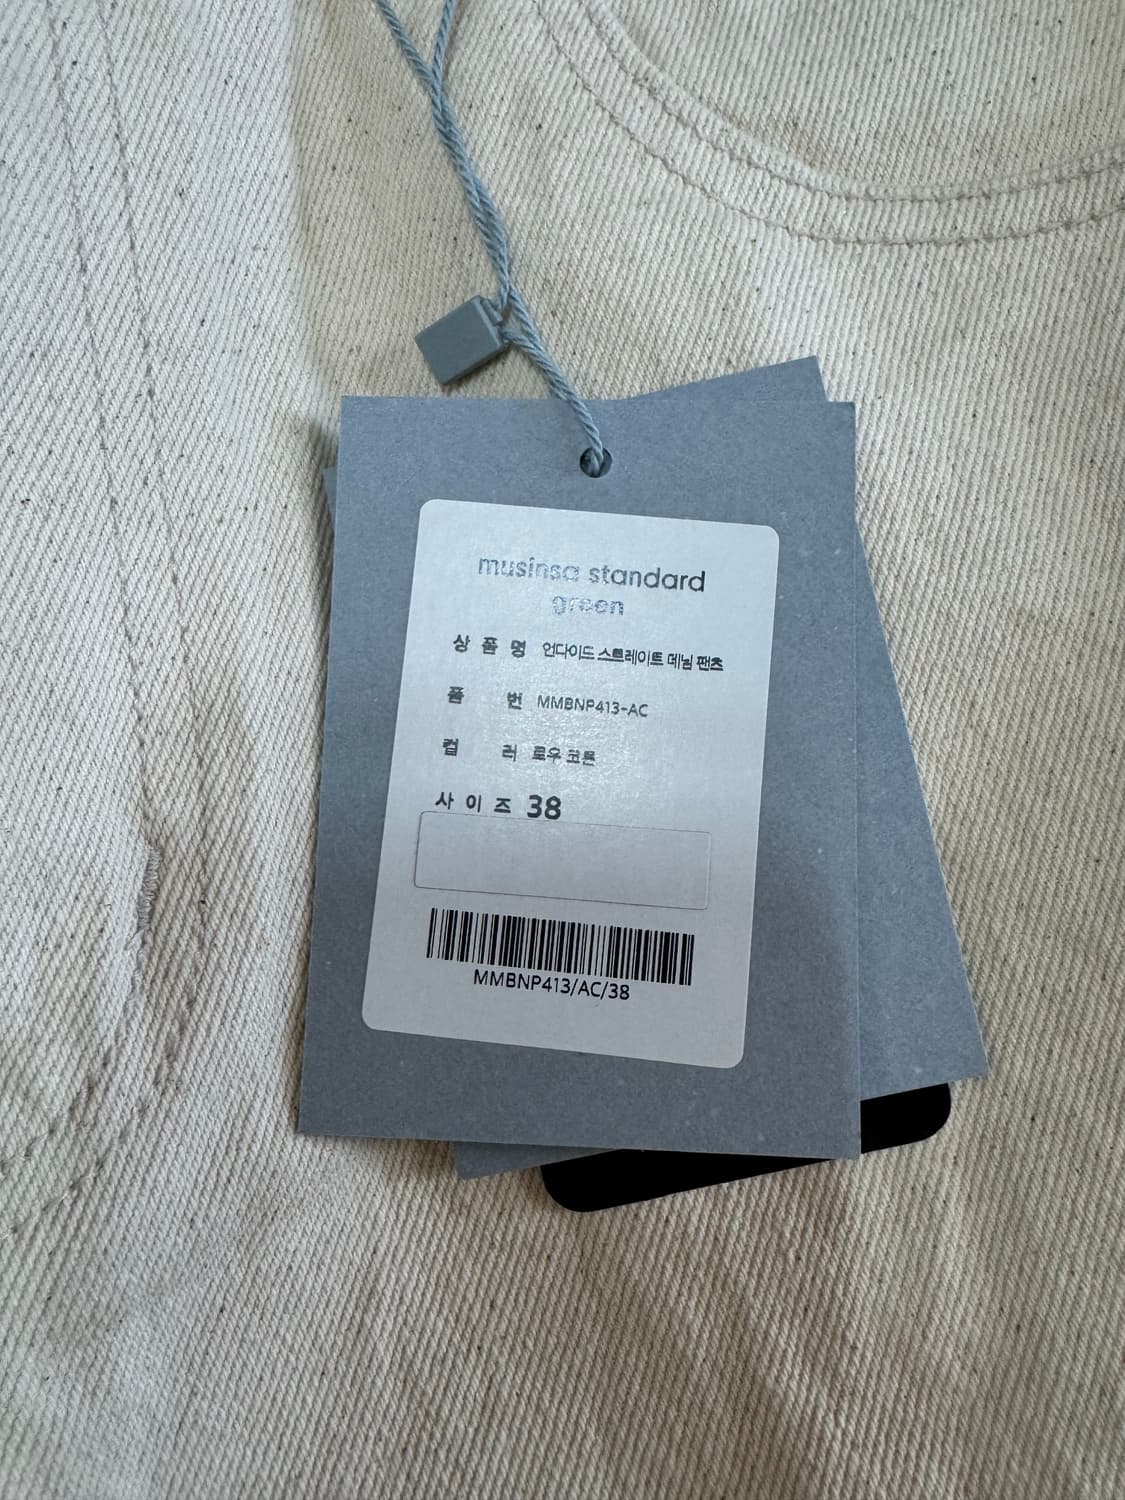 musinsa standard
green
상 품 명 언다이드 스트레이트 데님 팬츠
품 번 MMBNP413-AC
컬 러 로우 코튼
사 이 즈 38
MMBNP413/AC/38